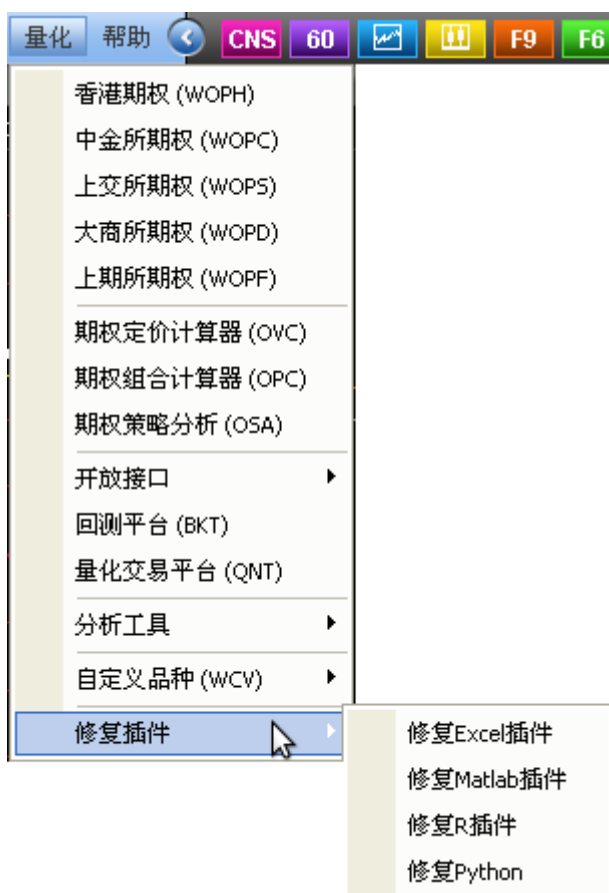 量化 帮助 CNS 60 F9 F6
香港期权 (WOPH)
中金所期权 (WOPC)
上交所期权 (WOPS)
大商所期权 (WOPD)
上期所期权 (WOPF)
期权定价计算器 (OVC)
期权组合计算器 (OPC)
期权策略分析 (OSA)
开放接口
回测平台 (BKT)
量化交易平台 (QNT)
分析工具
自定义品种 (WCV)
修复插件
修复Excel插件
修复Matlab插件
修复R插件
修复Python